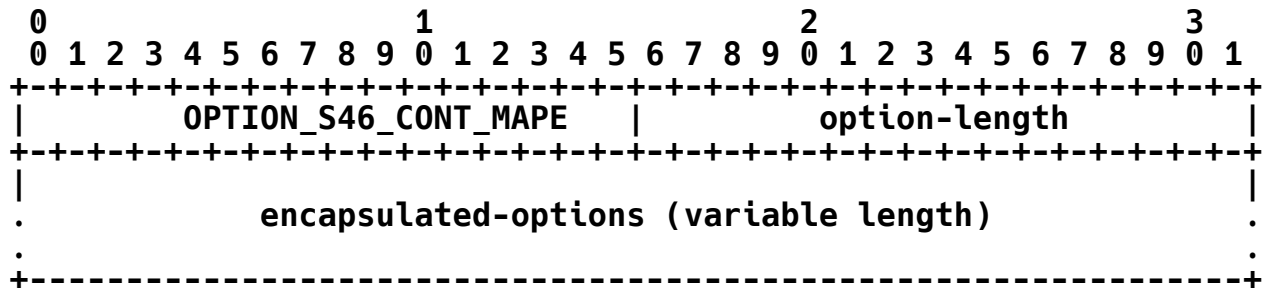 0                   1                   2                   3
 0 1 2 3 4 5 6 7 8 9 0 1 2 3 4 5 6 7 8 9 0 1 2 3 4 5 6 7 8 9 0 1
+-+-+-+-+-+-+-+-+-+-+-+-+-+-+-+-+-+-+-+-+-+-+-+-+-+-+-+-+-+-+-+-+
|        OPTION_S46_CONT_MAPE   |         option-length         |
+-+-+-+-+-+-+-+-+-+-+-+-+-+-+-+-+-+-+-+-+-+-+-+-+-+-+-+-+-+-+-+-+
|                                                               |
.            encapsulated-options (variable length)             .
.                                                               .
+---------------------------------------------------------------+